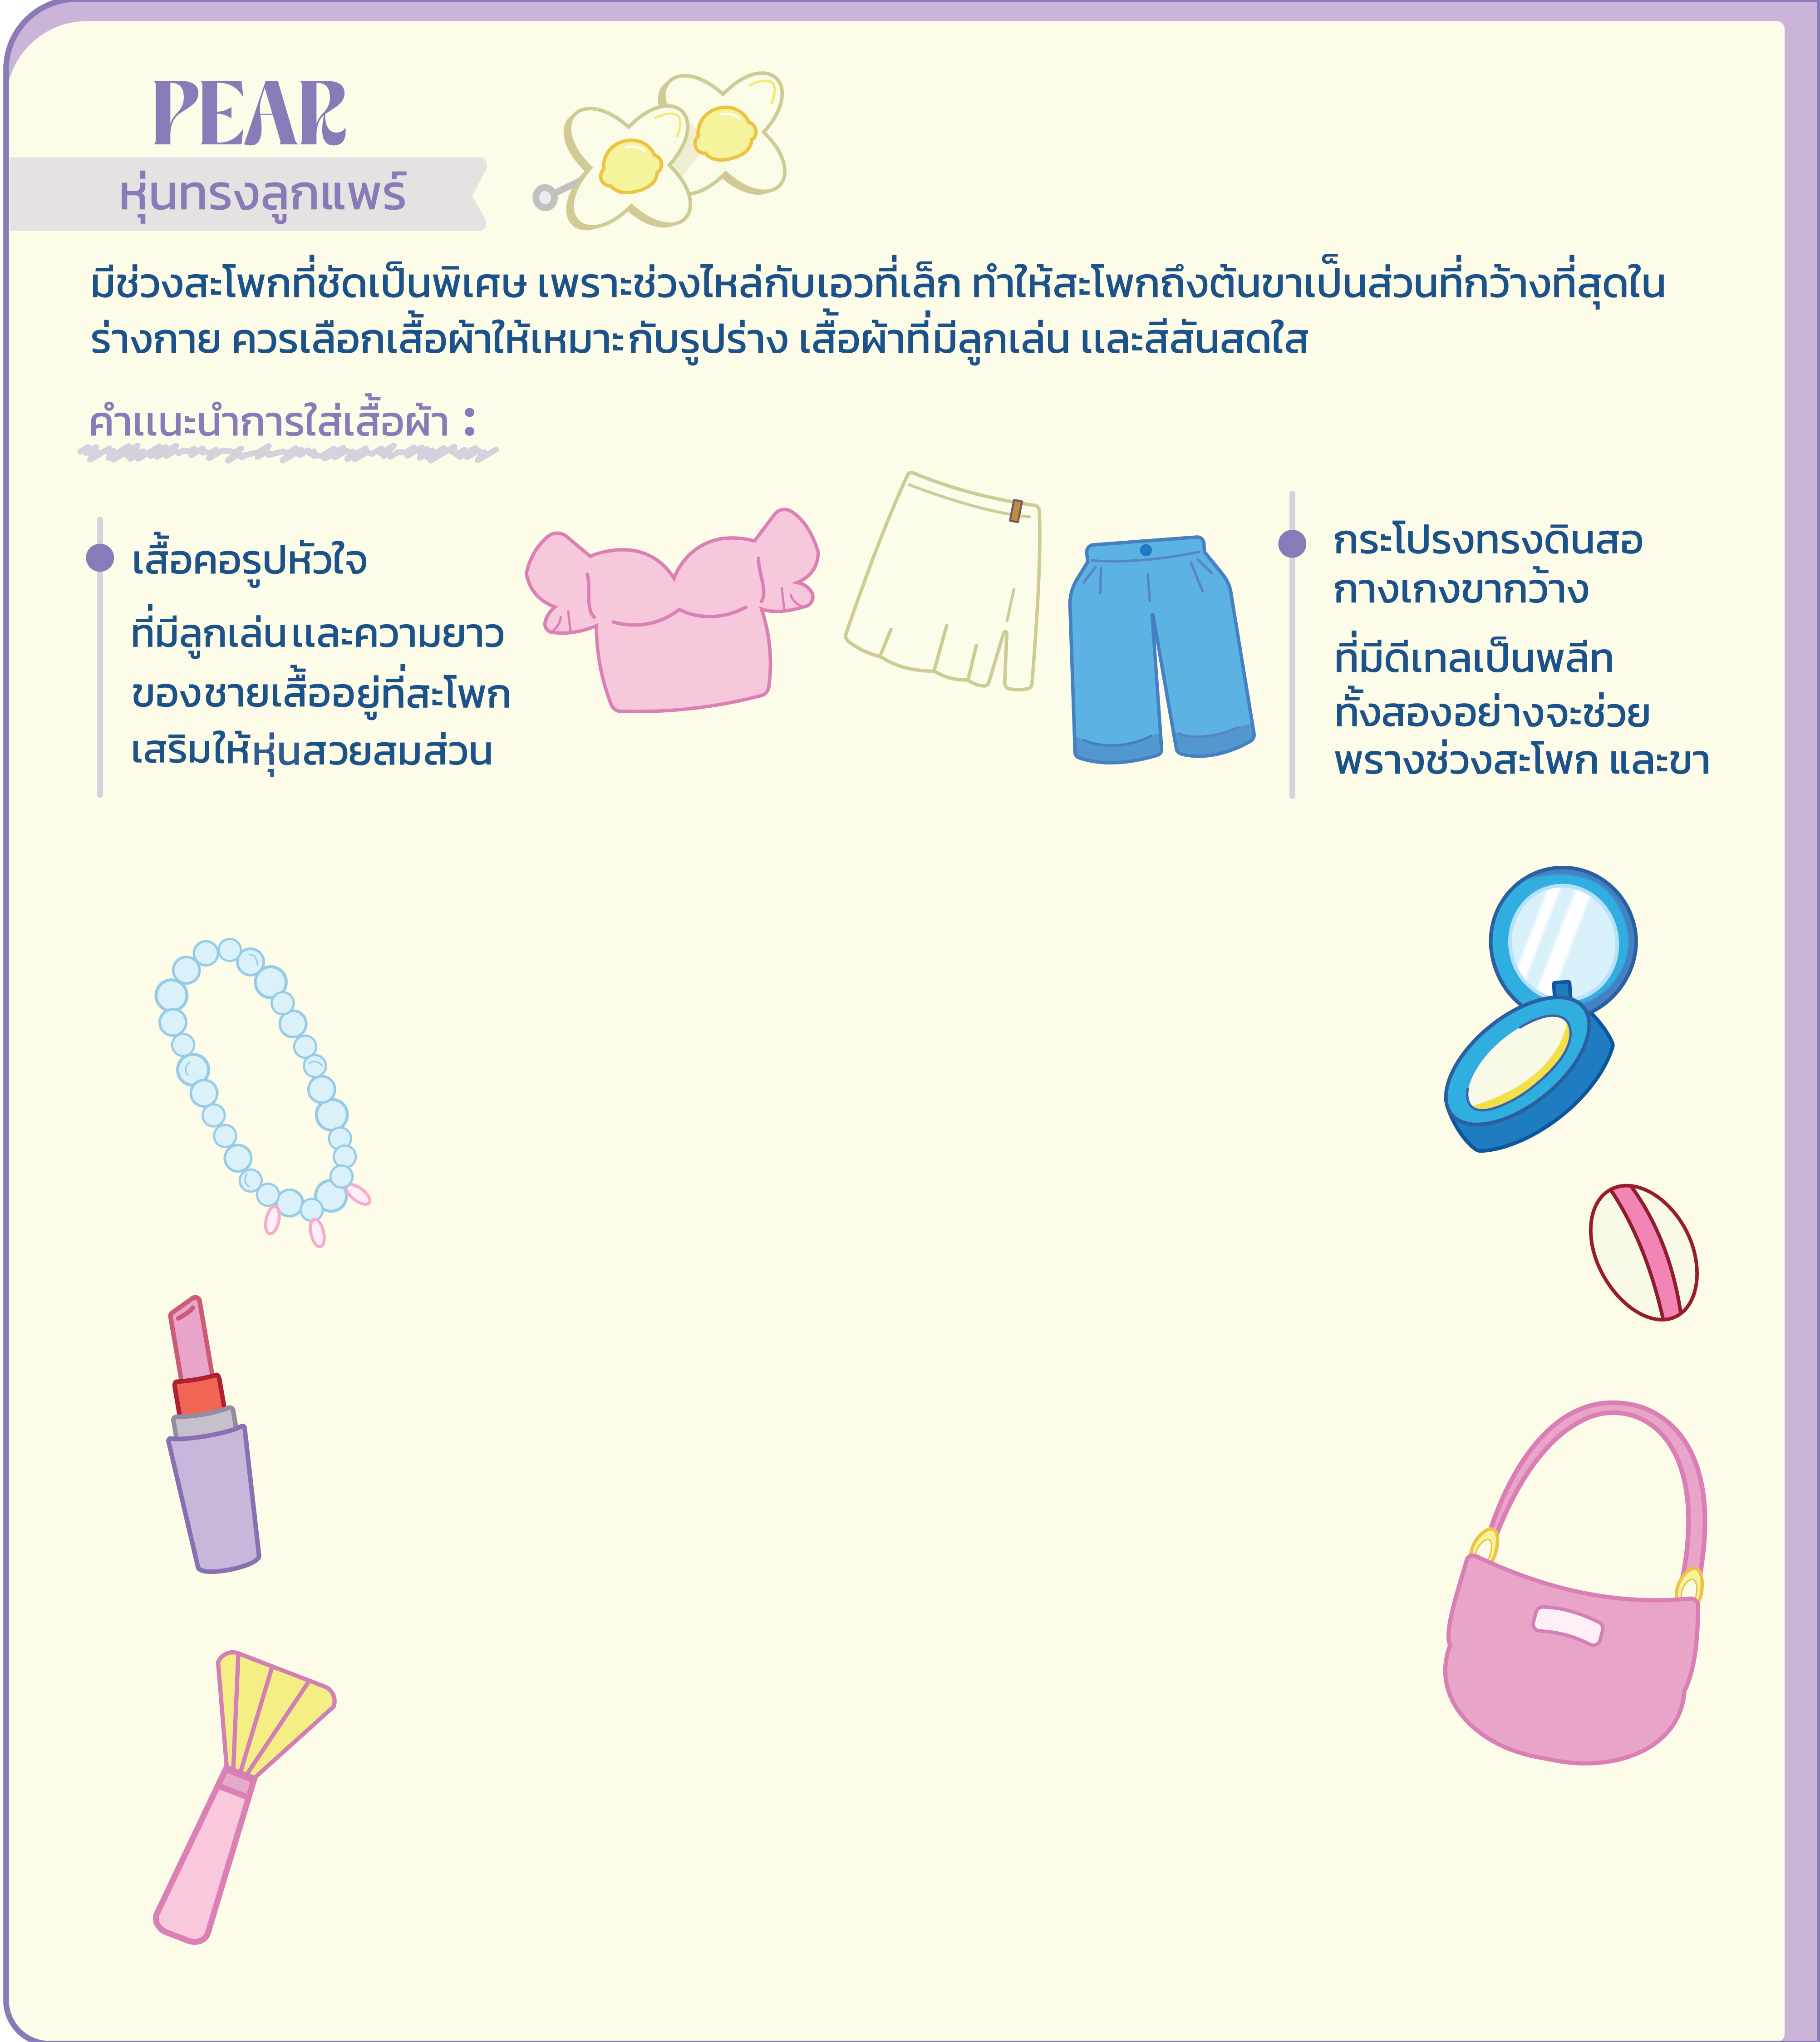 PEAR
หุ่นทรงลูกแพร์
มีช่วงสะโพกที่ชัดเป็นพิเศษ เพราะช่วงไหล่กับเอวที่เล็ก ทำให้สะโพกถึงต้นขาเป็นส่วนที่กว้างที่สุดใน
ร่างกาย ควรเลือกเสื้อผ้าให้เหมาะกับรูปร่าง เสื้อผ้าที่มีลูกเล่น และสีสันสดใส
คำแนะนำการใส่เสื้อผ้า :
เสื้อคอรูปหัวใจ
ที่มีลูกเล่นและความยาว
ของชายเสื้ออยู่ที่สะโพก
เสริมให้หุ่นสวยสมส่วน
กระโปรงทรงดินสอ
กางเกงขากว้าง
ที่มีดีเทลเป็นพลีท
ทั้งสองอย่างจะช่วย
พรางช่วงสะโพก และขา